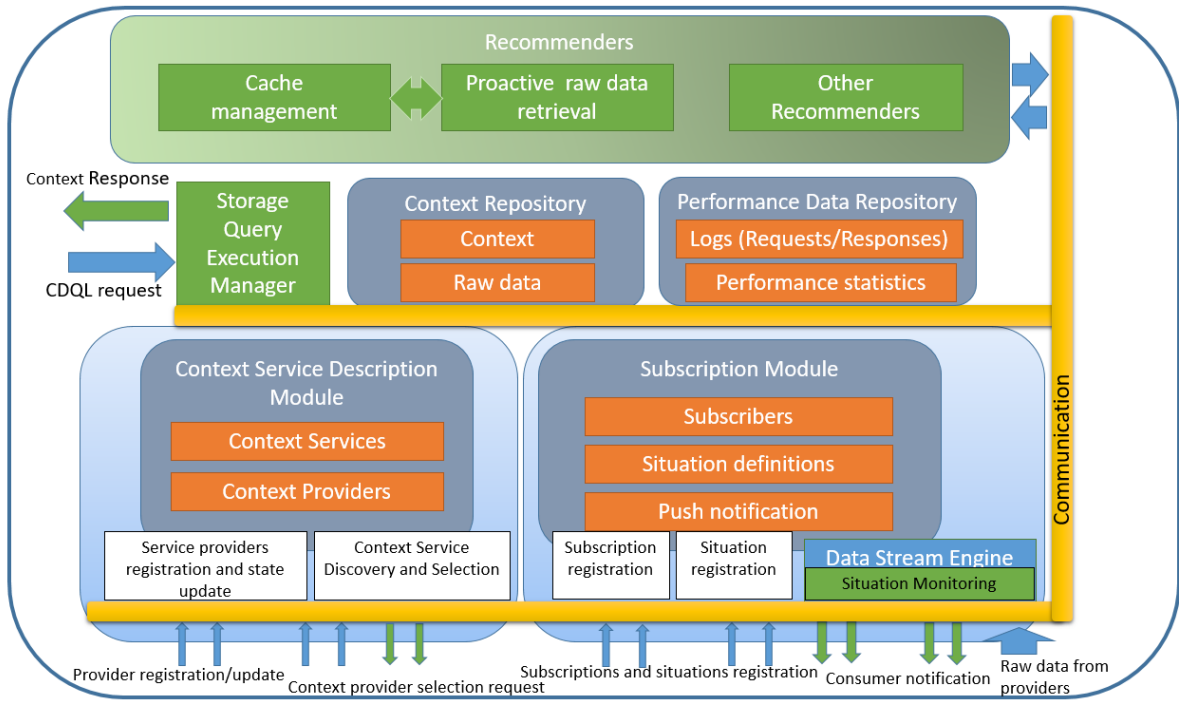 Recommenders
Cache
management
Proactive raw data
retrieval
Other
Recommenders
Context Response
CDQL request
Storage
Query
Execution
Manager
Context Repository
Context
Raw data
Performance Data Repository
Logs (Requests/Responses)
Performance statistics
Communication
Context Service Description
Module
Context Services
Context Providers
Service providers
registration and state
update
Context Service
Discovery and Selection
Subscription Module
Subscribers
Situation definitions
Push notification
Subscription
registration
Situation
registration
Data Stream Engine
Situation Monitoring
Provider registration/update
Context provider selection request
Subscriptions and situations registration
Consumer notification
Raw data from
providers